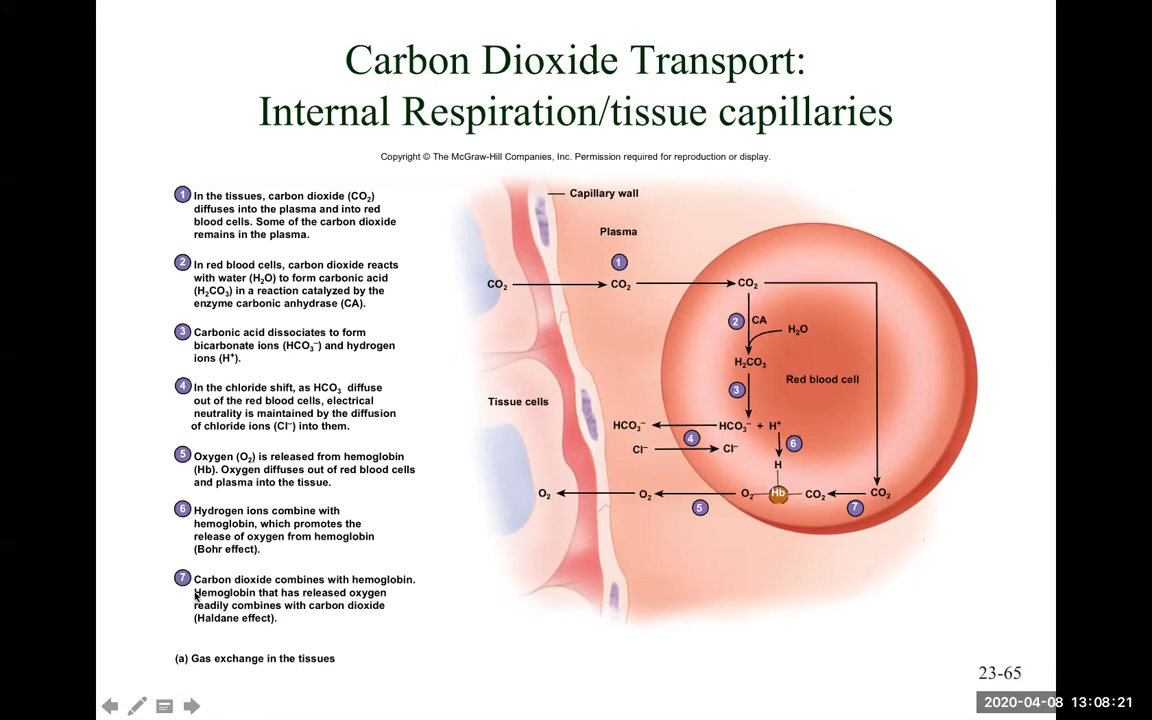 Carbon Dioxide Transport:
Internal Respiration/tissue capillaries
Copyright © The McGraw-Hill Companies, Inc. Permission required for reproduction or display.
1 In the tissues, carbon dioxide (CO₂)
diffuses into the plasma and into red
blood cells. Some of the carbon dioxide
remains in the plasma.
2 In red blood cells, carbon dioxide reacts
with water (H₂O) to form carbonic acid
(H₂CO₃) in a reaction catalyzed by the
enzyme carbonic anhydrase (CA).
3 Carbonic acid dissociates to form
bicarbonate ions (HCO₃⁻) and hydrogen
ions (H⁺).
4 In the chloride shift, as HCO₃ diffuse
out of the red blood cells, electrical
neutrality is maintained by the diffusion
of chloride ions (Cl⁻) into them.
5 Oxygen (O₂) is released from hemoglobin
(Hb). Oxygen diffuses out of red blood cells
and plasma into the tissue.
6 Hydrogen ions combine with
hemoglobin, which promotes the
release of oxygen from hemoglobin
(Bohr effect).
7 Carbon dioxide combines with hemoglobin.
Hemoglobin that has released oxygen
readily combines with carbon dioxide
(Haldane effect).
(a) Gas exchange in the tissues
Capillary wall
Plasma
1
CO₂ CO₂ CO₂
2 CA
H₂O
H₂CO₃
3 Red blood cell
Tissue cells
HCO₃⁻ HCO₃⁻ + H⁺
4 6
Cl⁻ Cl⁻
H
O₂ O₂ O₂ Hb CO₂ CO₂
5 7
23-65
2020-04-08 13:08:21